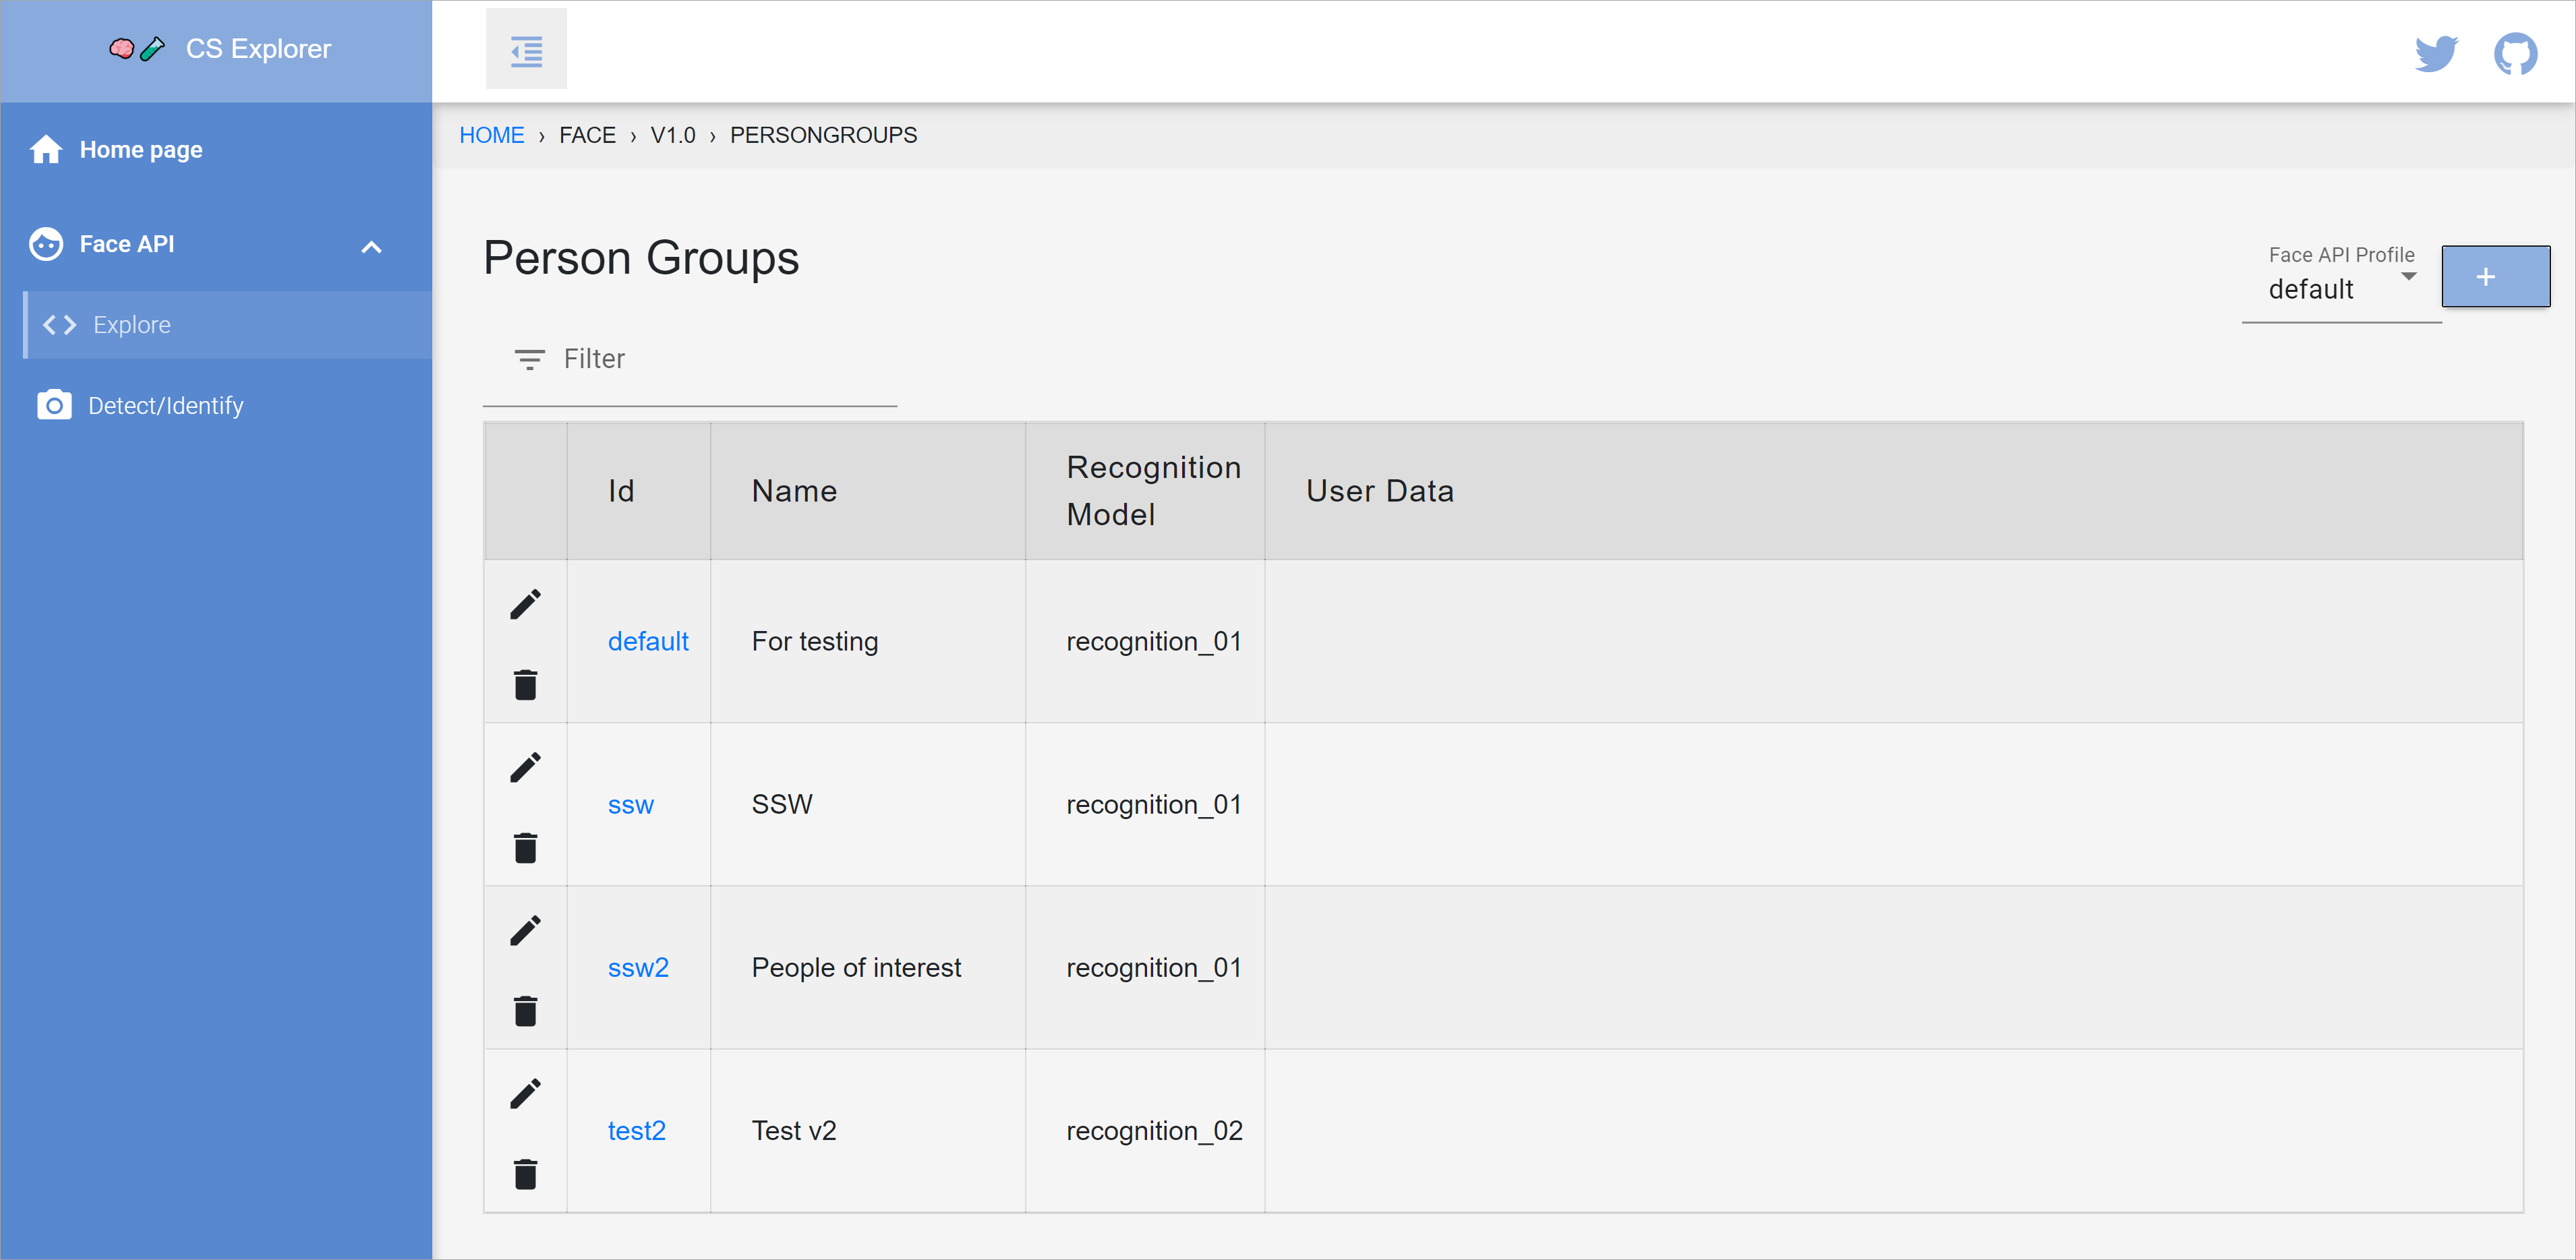 CS Explorer
Home page
Face API
Explore
Detect/Identify
HOME › FACE › V1.0 › PERSONGROUPS
Person Groups
Face API Profile
default
+
Filter
Id
Name
Recognition
Model
User Data
default
For testing
recognition_01
ssw
SSW
recognition_01
ssw2
People of interest
recognition_01
test2
Test v2
recognition_02